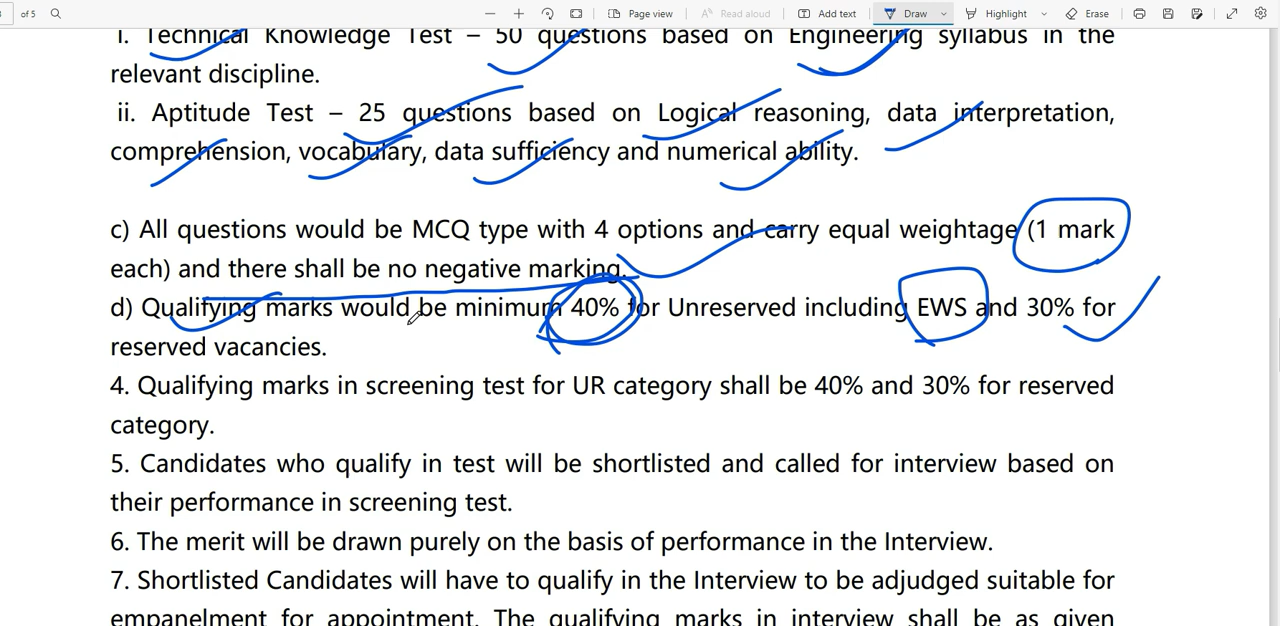 of 5 Page view Read aloud Add text Draw Highlight Erase
i. Technical Knowledge Test – 50 questions based on Engineering syllabus in the
relevant discipline.
ii. Aptitude Test – 25 questions based on Logical reasoning, data interpretation,
comprehension, vocabulary, data sufficiency and numerical ability.
c) All questions would be MCQ type with 4 options and carry equal weightage (1 mark
each) and there shall be no negative marking.
d) Qualifying marks would be minimum 40% for Unreserved including EWS and 30% for
reserved vacancies.
4. Qualifying marks in screening test for UR category shall be 40% and 30% for reserved
category.
5. Candidates who qualify in test will be shortlisted and called for interview based on
their performance in screening test.
6. The merit will be drawn purely on the basis of performance in the Interview.
7. Shortlisted Candidates will have to qualify in the Interview to be adjudged suitable for
empanelment for appointment. The qualifying marks in interview shall be as given